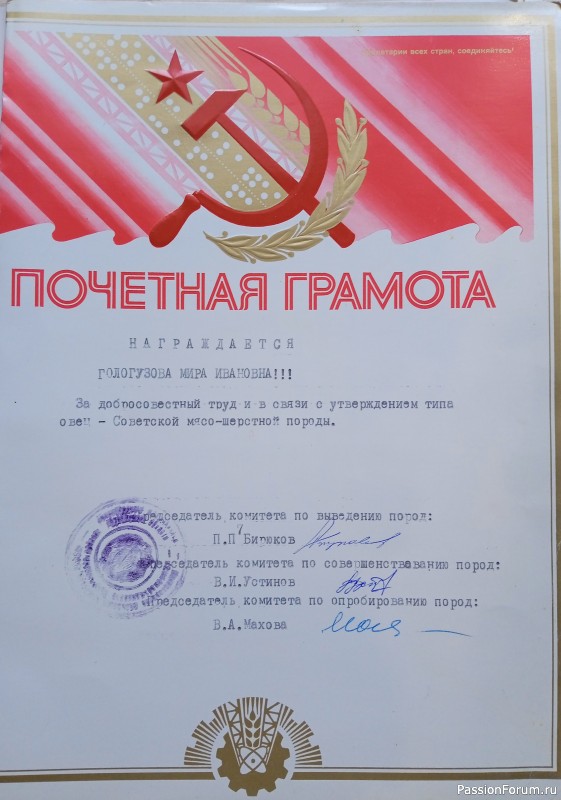 Пролетарии всех стран, соединяйтесь!
ПОЧЕТНАЯ ГРАМОТА
НАГРАЖДАЕТСЯ
ГОЛОГУЗОВА МИРА ИВАНОВНА!!!
За добросовестный труд и в связи с утверждением типа
овец - Советской мясо-шерстной породы.
Председатель комитета по выведению пород:
П.П Бирюков
Председатель комитета по совершенствованию пород:
В.И.Устинов
Председатель комитета по опробированию пород:
В.А.Махова
PassionForum.ru